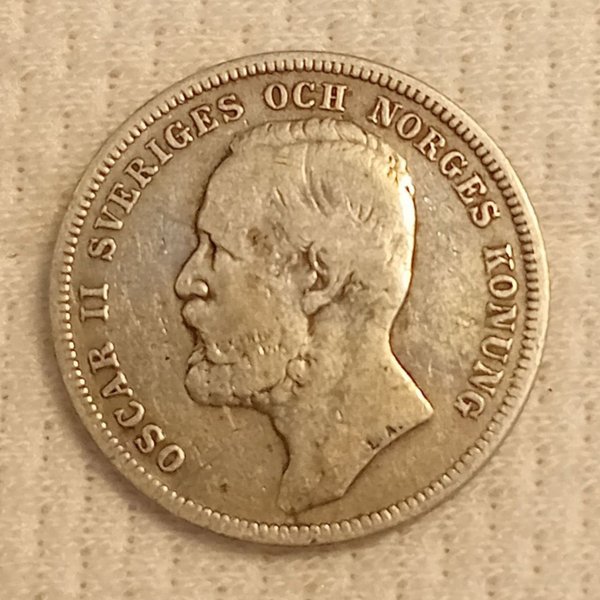 OSCAR II SVERIGES OCH NORGES KONUNG
L.A.